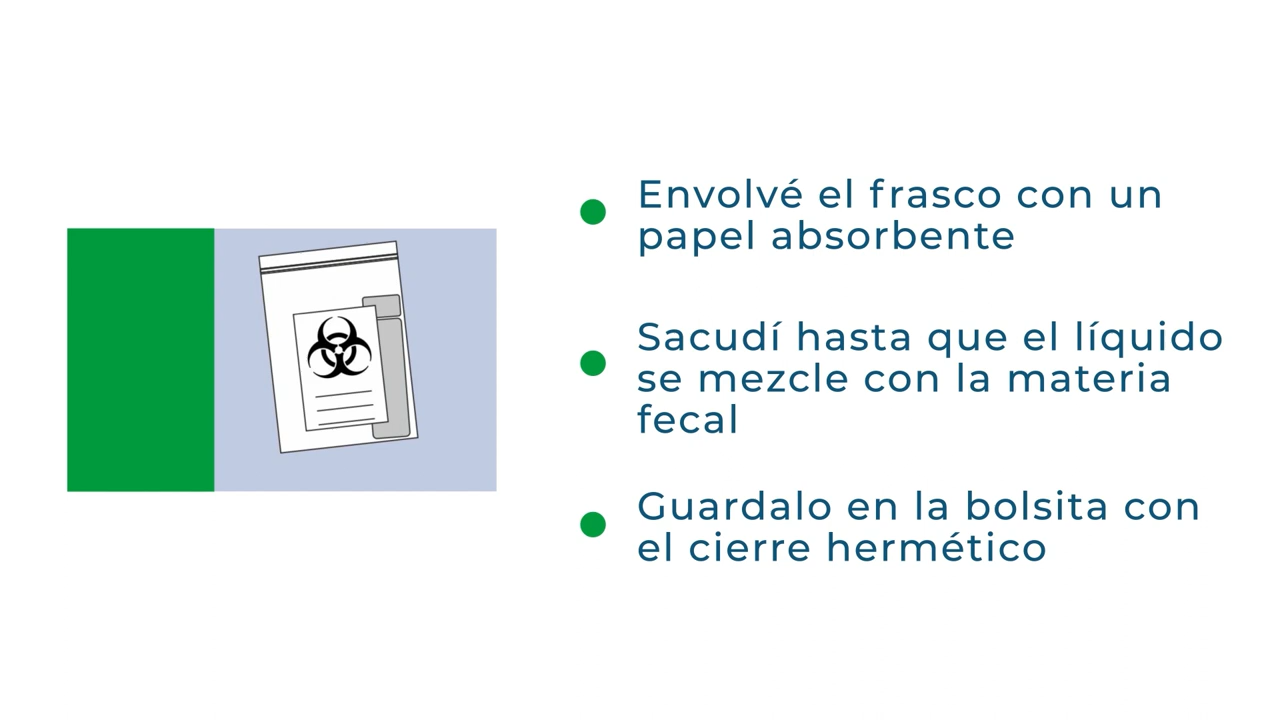 Envolvé el frasco con un
papel absorbente
Sacudí hasta que el líquido
se mezcle con la materia
fecal
Guardalo en la bolsita con
el cierre hermético